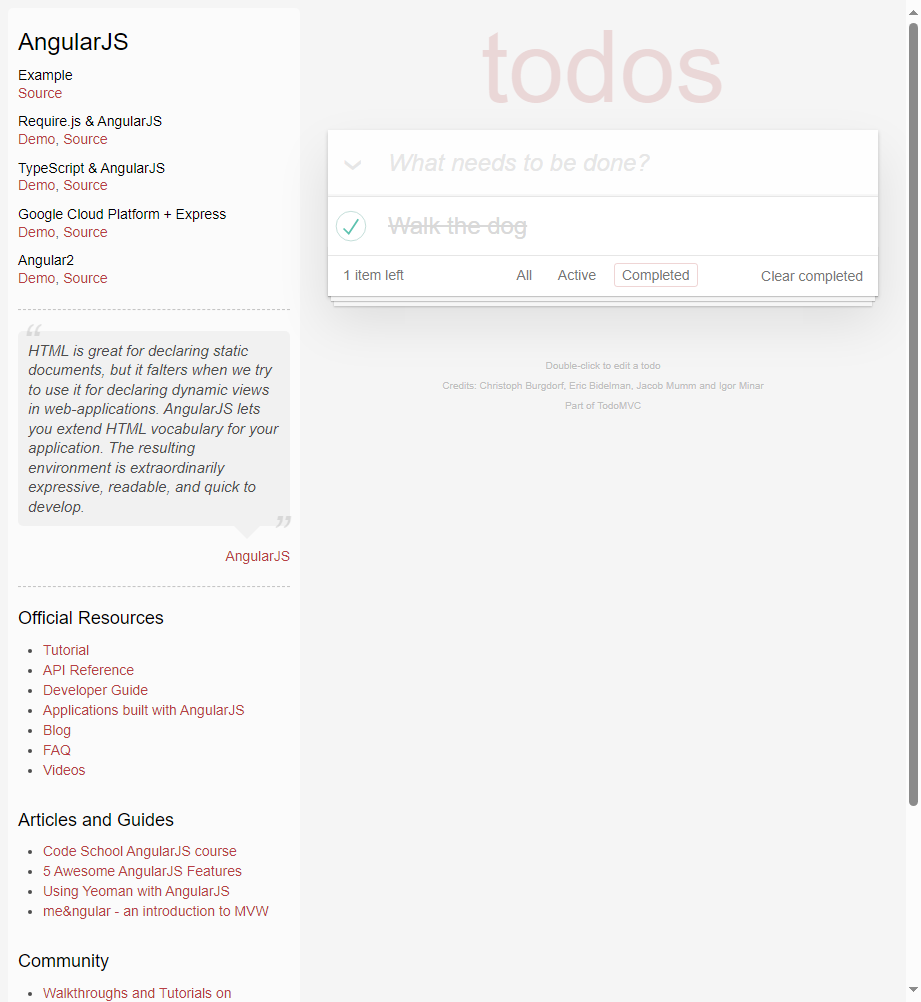 AngularJS
Example
Source
Require.js & AngularJS
Demo, Source
TypeScript & AngularJS
Demo, Source
Google Cloud Platform + Express
Demo, Source
Angular2
Demo, Source
“
HTML is great for declaring static
documents, but it falters when we try
to use it for declaring dynamic views
in web-applications. AngularJS lets
you extend HTML vocabulary for your
application. The resulting
environment is extraordinarily
expressive, readable, and quick to
develop.
”
AngularJS
Official Resources
• Tutorial
• API Reference
• Developer Guide
• Applications built with AngularJS
• Blog
• FAQ
• Videos
Articles and Guides
• Code School AngularJS course
• 5 Awesome AngularJS Features
• Using Yeoman with AngularJS
• me&ngular - an introduction to MVW
Community
• Walkthroughs and Tutorials on
todos
What needs to be done?
Walk the dog
1 item left All Active Completed Clear completed
Double-click to edit a todo
Credits: Christoph Burgdorf, Eric Bidelman, Jacob Mumm and Igor Minar
Part of TodoMVC